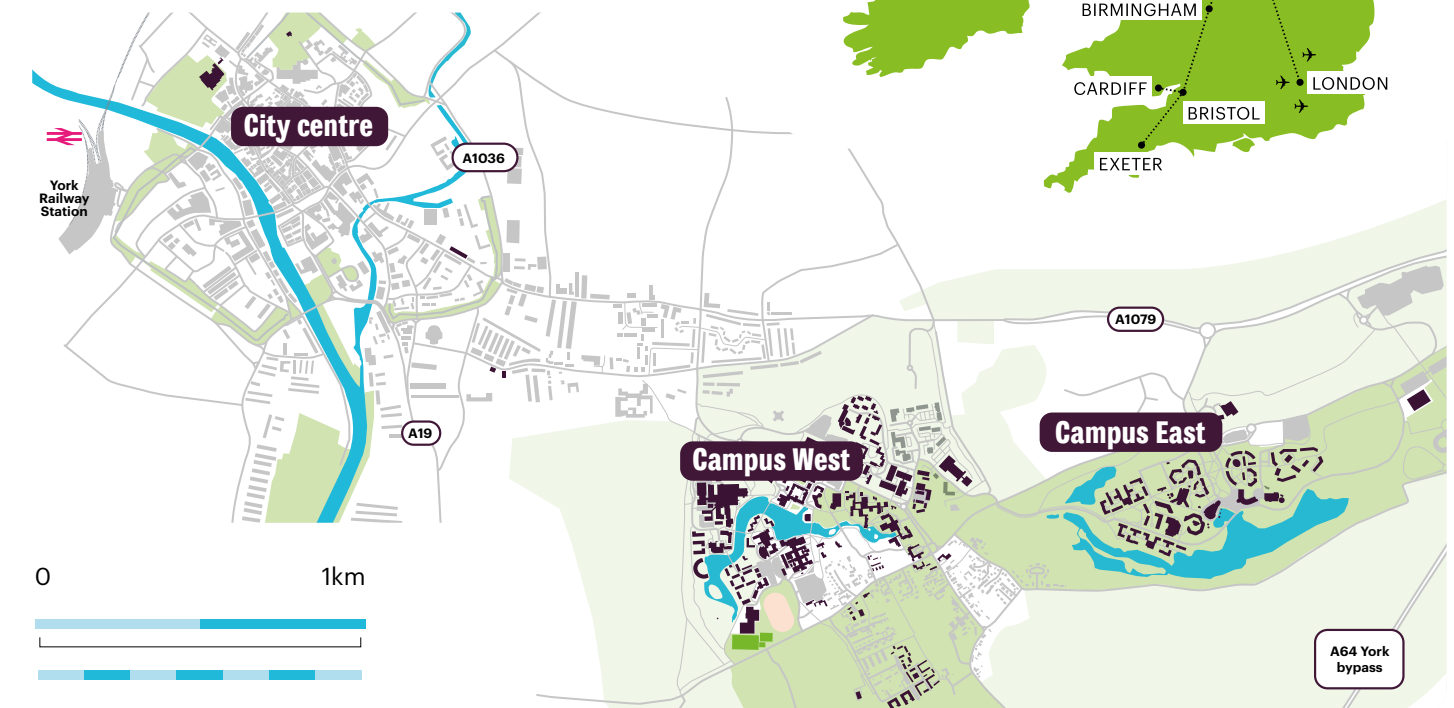 BIRMINGHAM
CARDIFF
LONDON
BRISTOL
EXETER
City centre
A1036
York
Railway
Station
A1079
A19
Campus West
Campus East
0
1km
A64 York
bypass